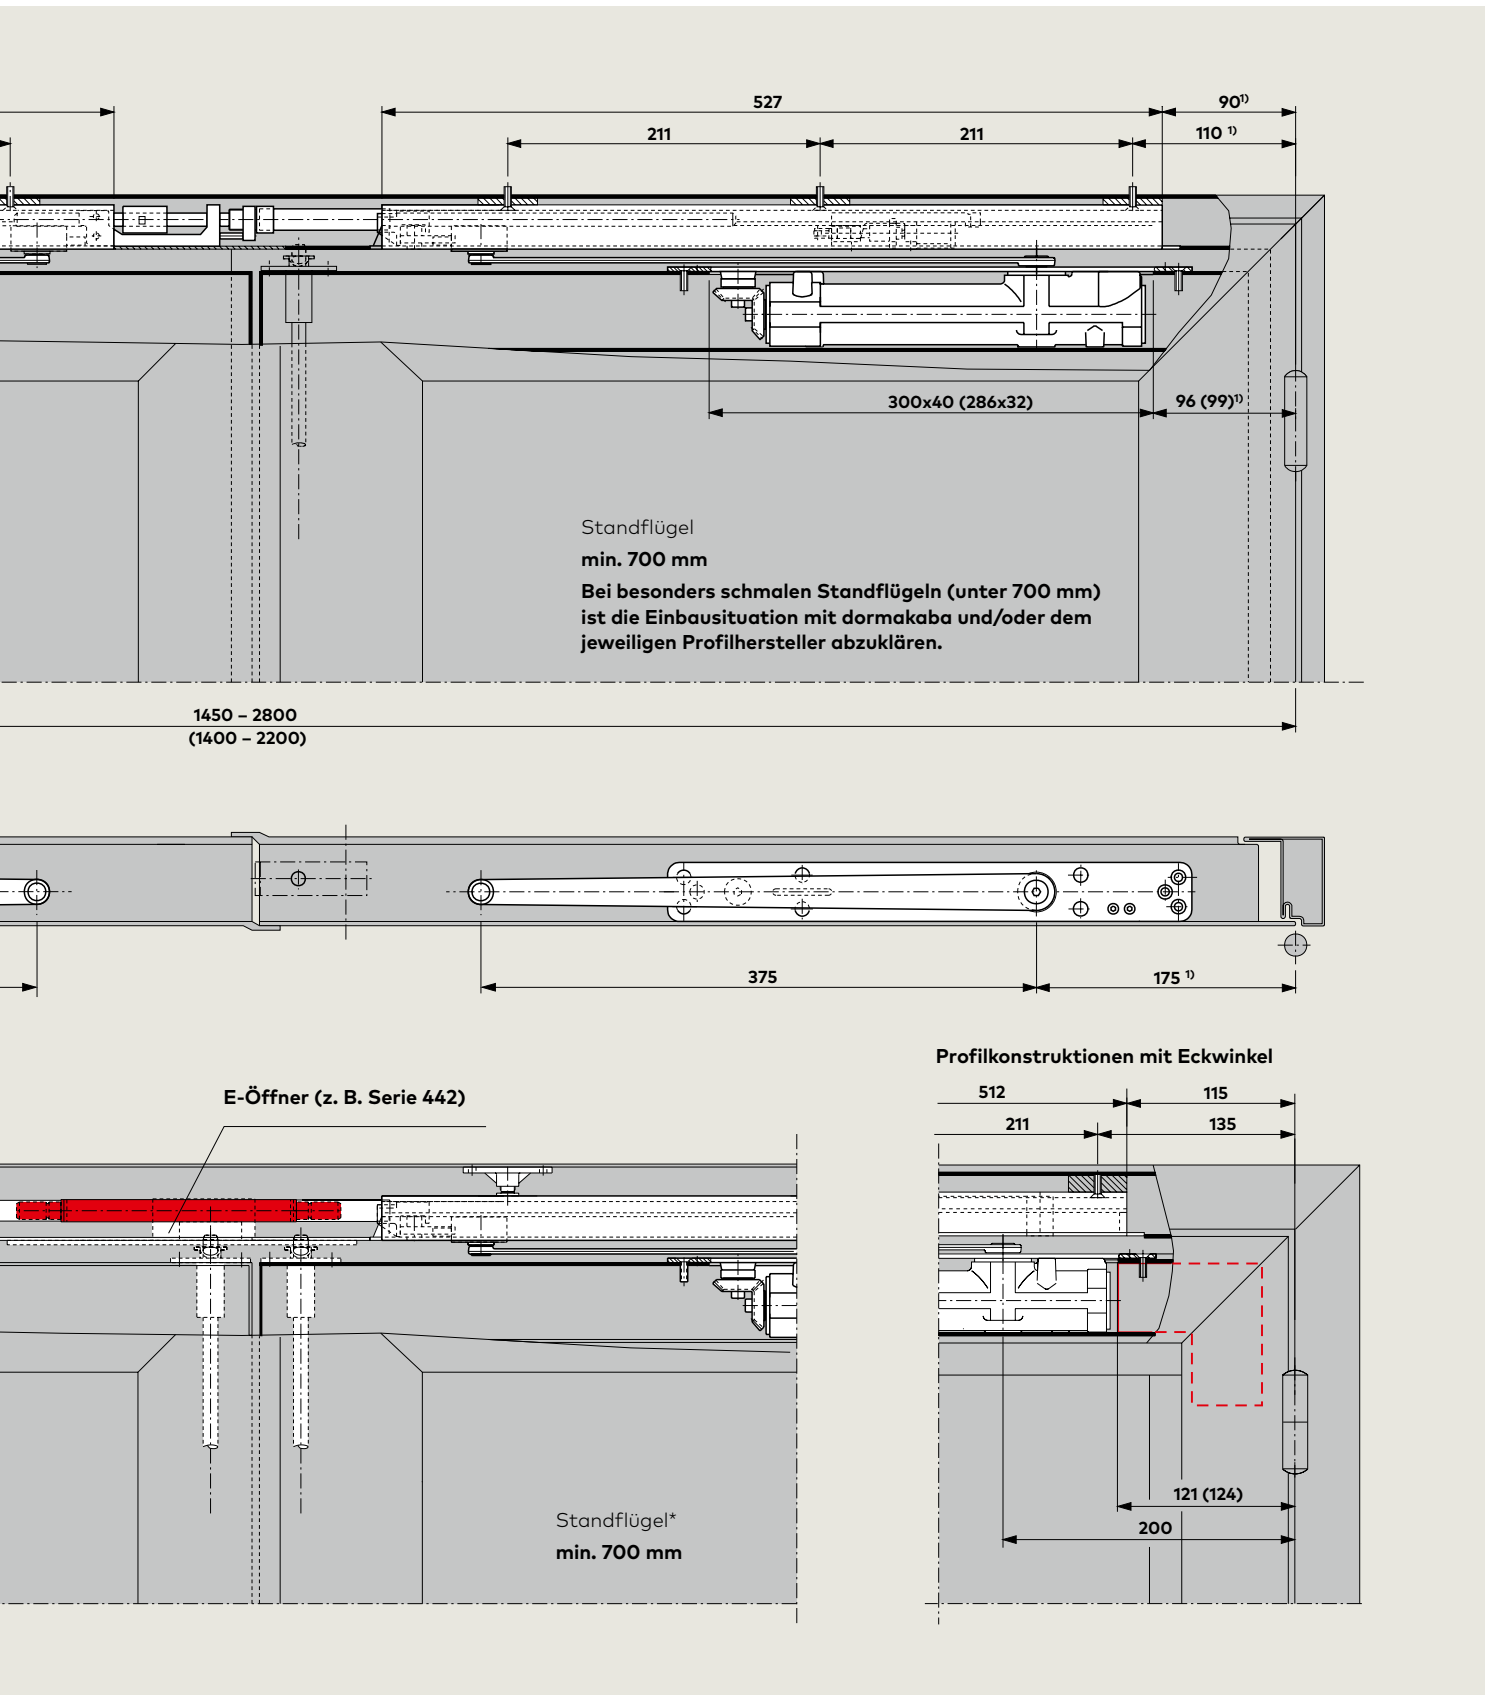 527
90¹⁾
211
211
110 ¹⁾
300x40 (286x32)
96 (99)¹⁾
Standflügel
min. 700 mm
Bei besonders schmalen Standflügeln (unter 700 mm)
ist die Einbausituation mit dormakaba und/oder dem
jeweiligen Profilhersteller abzuklären.
1450 – 2800
(1400 – 2200)
375
175 ¹⁾
Profilkonstruktionen mit Eckwinkel
E-Öffner (z. B. Serie 442)
512
115
211
135
121 (124)
200
Standflügel*
min. 700 mm